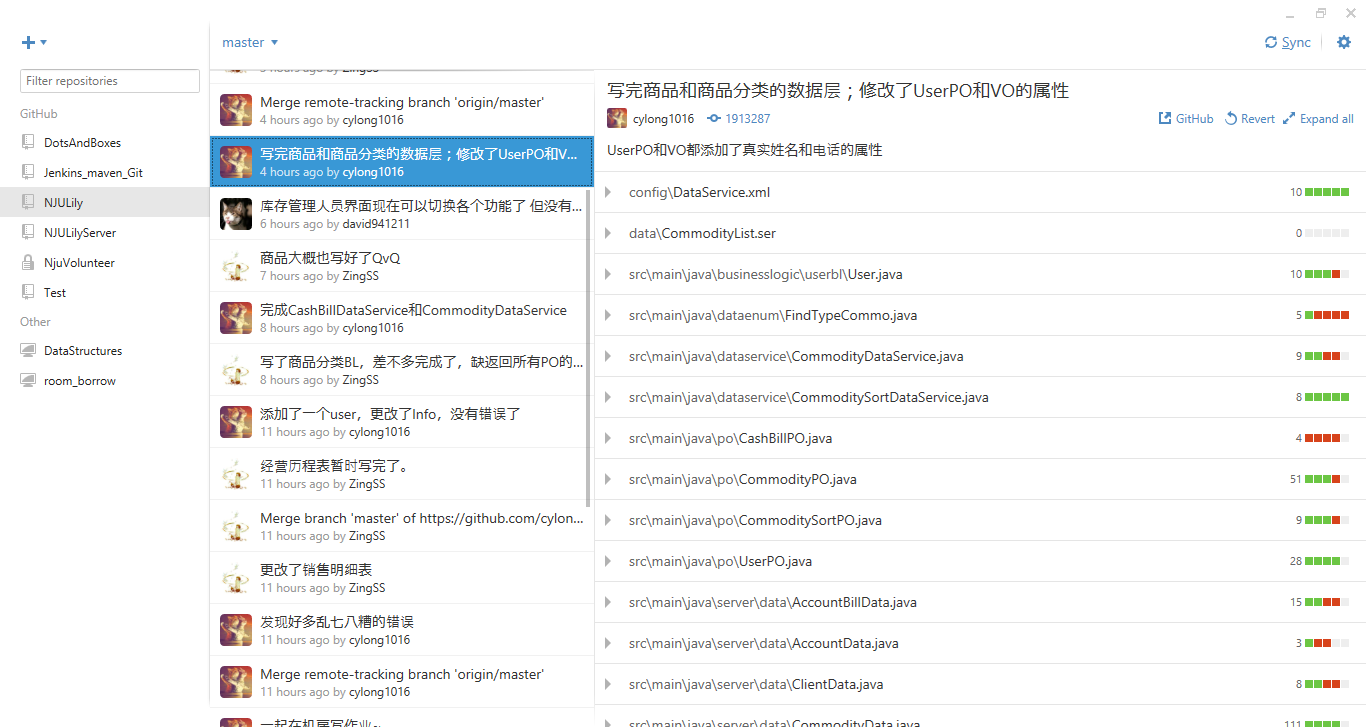 master
Sync
Filter repositories
GitHub
DotsAndBoxes
Jenkins_maven_Git
NJULily
NJULilyServer
NjuVolunteer
Test
Other
DataStructures
room_borrow
hours ago by ZingSS
Merge remote-tracking branch 'origin/master'
4 hours ago by cylong1016
写完商品和商品分类的数据层；修改了UserPO和V...
4 hours ago by cylong1016
库存管理人员界面现在可以切换各个功能了 但没有...
6 hours ago by david941211
商品大概也写好了QvQ
7 hours ago by ZingSS
完成CashBillDataService和CommodityDataService
8 hours ago by cylong1016
写了商品分类BL，差不多完成了，缺返回所有PO的...
8 hours ago by ZingSS
添加了一个user，更改了Info，没有错误了
11 hours ago by cylong1016
经营历程表暂时写完了。
11 hours ago by ZingSS
Merge branch 'master' of https://github.com/cylon...
11 hours ago by ZingSS
更改了销售明细表
11 hours ago by ZingSS
发现好多乱七八糟的错误
11 hours ago by cylong1016
Merge remote-tracking branch 'origin/master'
11 hours ago by cylong1016
一起在机房写作业~
写完商品和商品分类的数据层；修改了UserPO和VO的属性
cylong1016 1913287 GitHub Revert Expand all
UserPO和VO都添加了真实姓名和电话的属性
config\DataService.xml 10
data\CommodityList.ser 0
src\main\java\businesslogic\userbl\User.java 10
src\main\java\dataenum\FindTypeCommo.java 5
src\main\java\dataservice\CommodityDataService.java 9
src\main\java\dataservice\CommoditySortDataService.java 8
src\main\java\po\CashBillPO.java 4
src\main\java\po\CommodityPO.java 51
src\main\java\po\CommoditySortPO.java 9
src\main\java\po\UserPO.java 28
src\main\java\server\data\AccountBillData.java 15
src\main\java\server\data\AccountData.java 3
src\main\java\server\data\ClientData.java 8
src\main\java\server\data\CommodityData.java 111